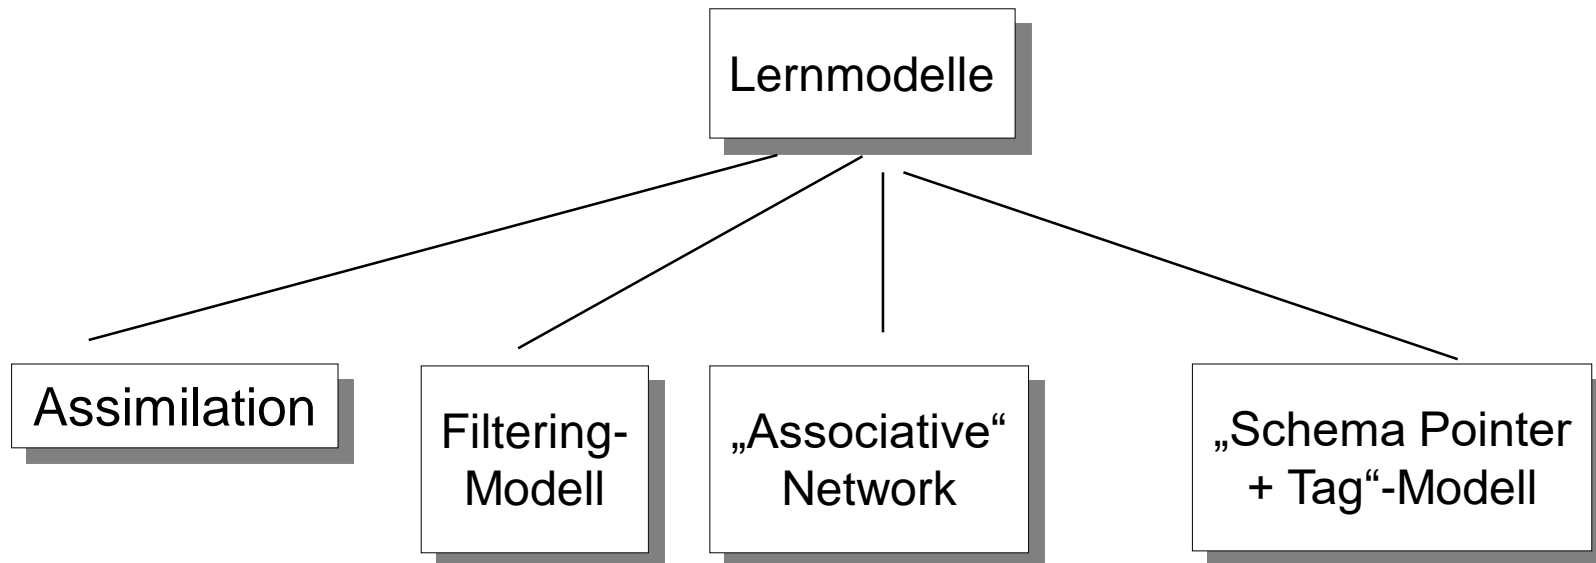 Lernmodelle
Assimilation
Filtering-
Modell
„Associative“
Network
„Schema Pointer
+ Tag“-Modell